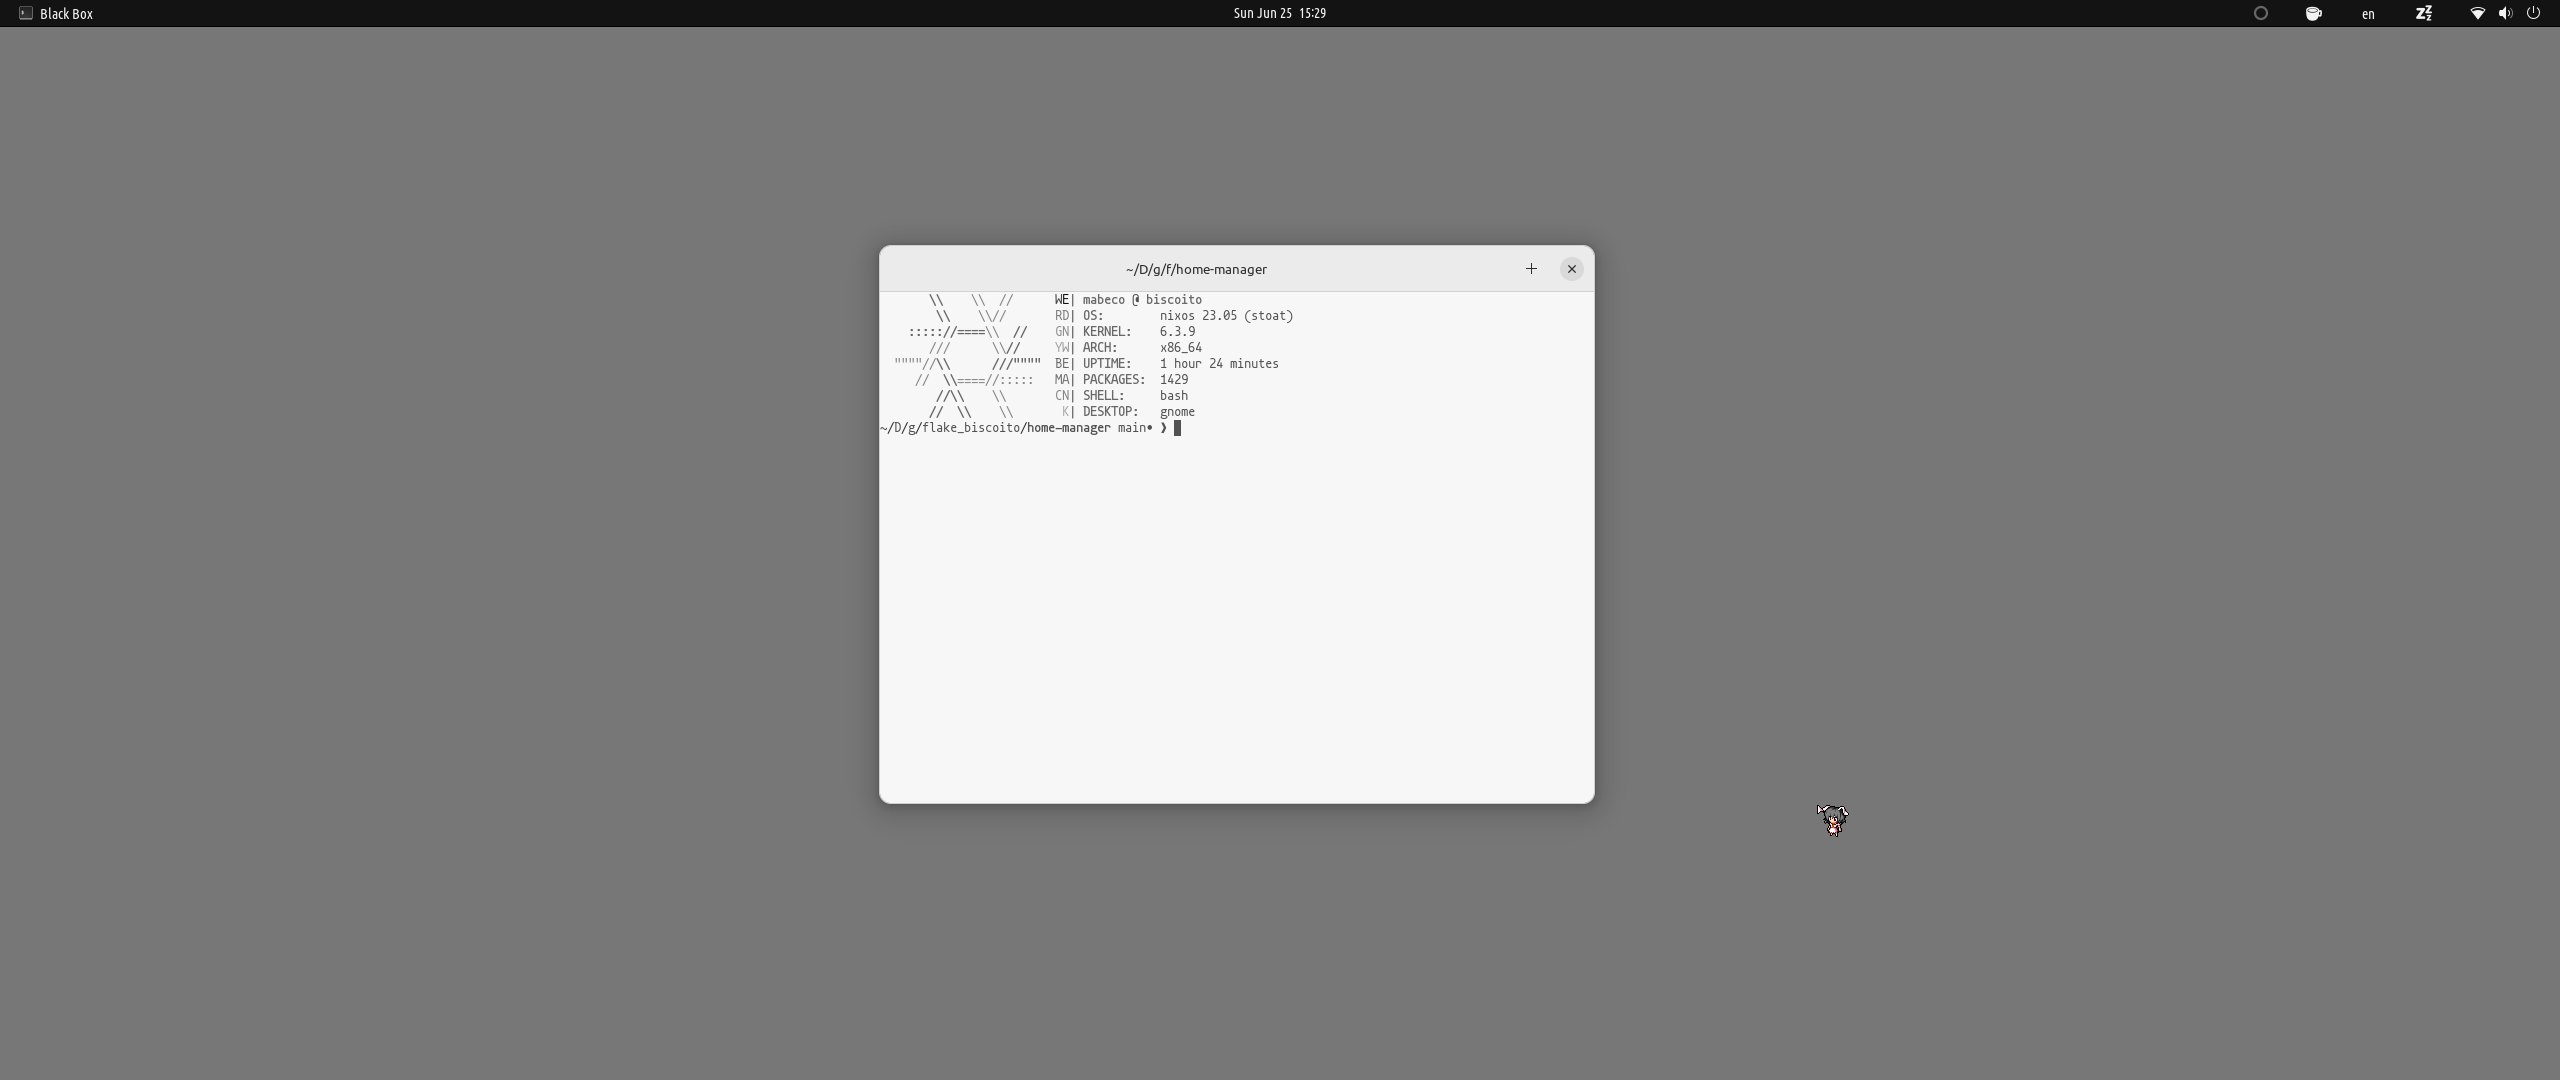 Black Box
Sun Jun 25 15:29
en
~/D/g/f/home-manager
\\    \\  //      WE| mabeco @ biscoito
\\    \\//       RD| OS:        nixos 23.05 (stoat)
:::::://====\\  //    GN| KERNEL:    6.3.9
///      \\//     YW| ARCH:      x86_64
""""//\\      ///""""  BE| UPTIME:    1 hour 24 minutes
//  \\====//:::::   MA| PACKAGES:  1429
//\\    \\       CN| SHELL:     bash
//  \\    \\       K| DESKTOP:   gnome
~/D/g/flake_biscoito/home-manager main• ❯